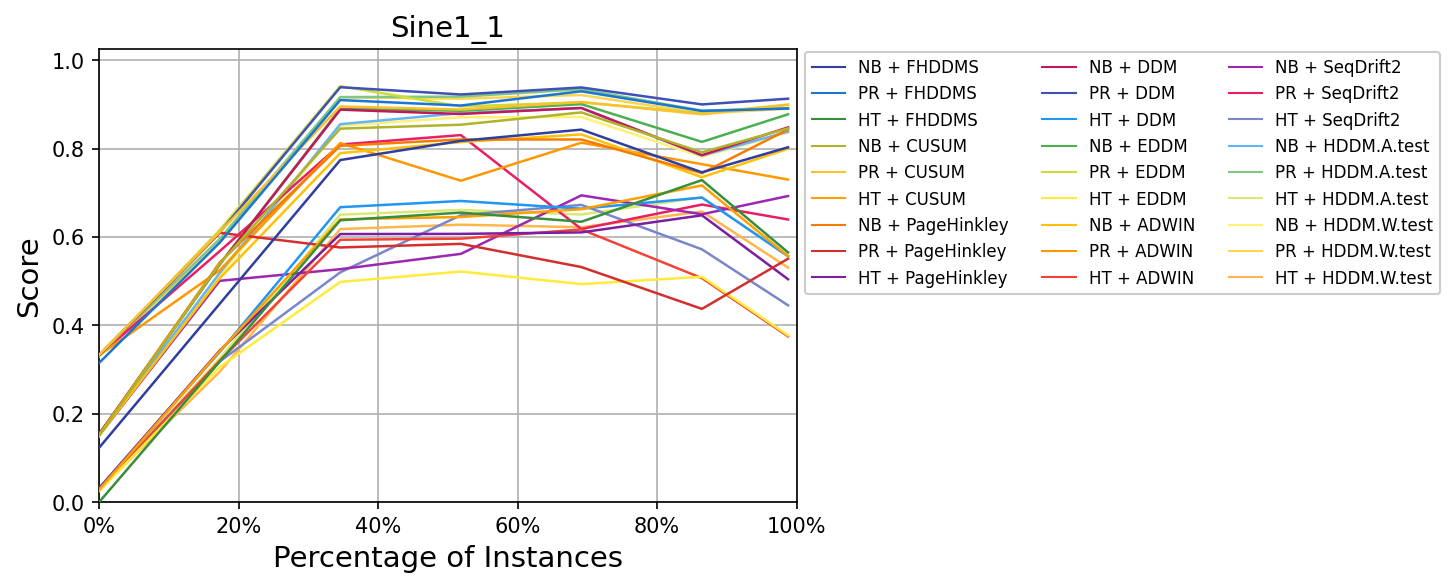 Sine1_1
Score
1.0
0.8
0.6
0.4
0.2
0.0
0%
20%
40%
60%
80%
100%
Percentage of Instances
NB + FHDDMS
PR + FHDDMS
HT + FHDDMS
NB + CUSUM
PR + CUSUM
HT + CUSUM
NB + PageHinkley
PR + PageHinkley
HT + PageHinkley
NB + DDM
PR + DDM
HT + DDM
NB + EDDM
PR + EDDM
HT + EDDM
NB + ADWIN
PR + ADWIN
HT + ADWIN
NB + SeqDrift2
PR + SeqDrift2
HT + SeqDrift2
NB + HDDM.A.test
PR + HDDM.A.test
HT + HDDM.A.test
NB + HDDM.W.test
PR + HDDM.W.test
HT + HDDM.W.test